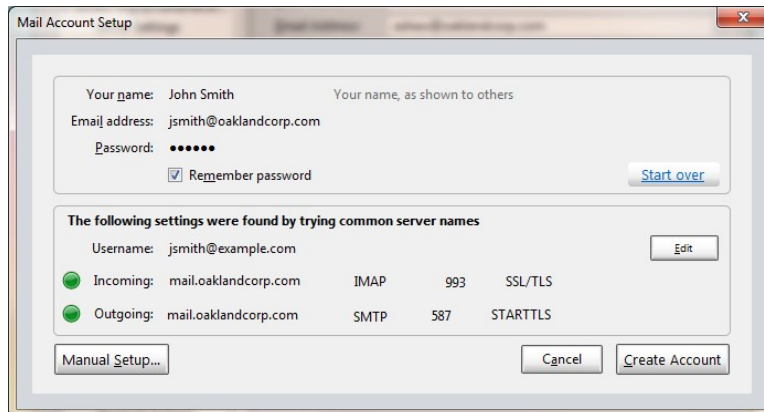 Mail Account Setup
settings
Your name: John Smith Your name, as shown to others
Email address: jsmith@oaklandcorp.com
Password: ••••••
Remember password
Start over
The following settings were found by trying common server names
Username: jsmith@example.com
Edit
Incoming: mail.oaklandcorp.com IMAP 993 SSL/TLS
Outgoing: mail.oaklandcorp.com SMTP 587 STARTTLS
Manual Setup... Cancel Create Account